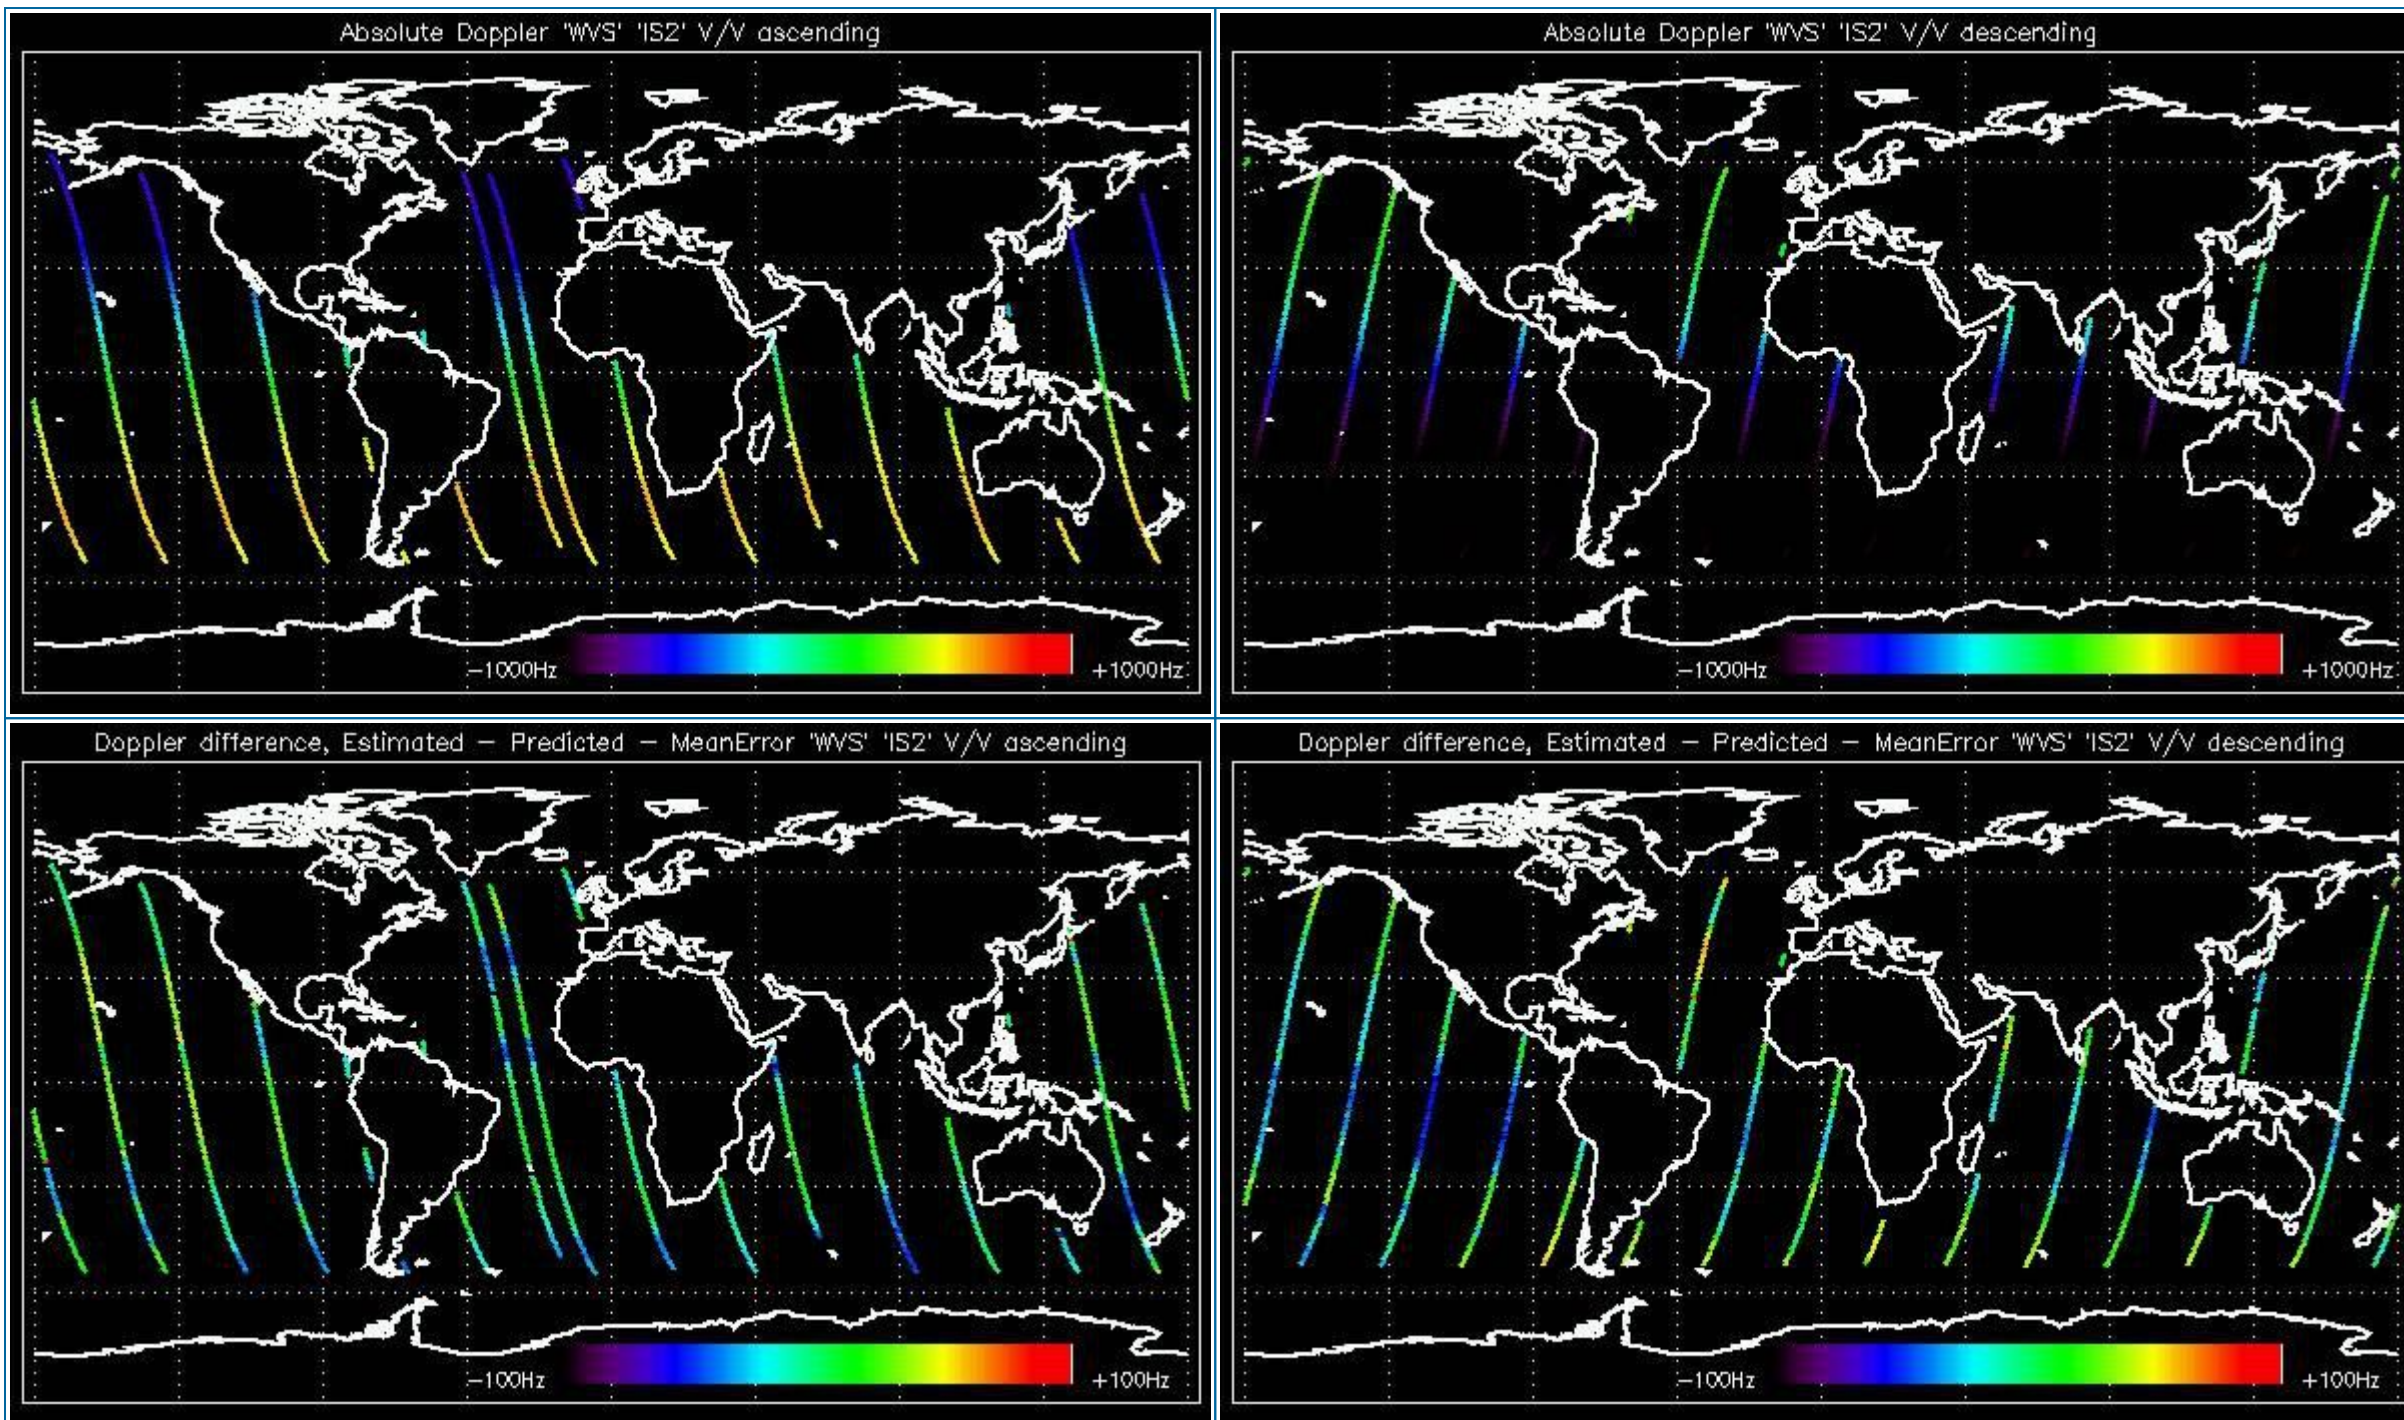 Absolute Doppler 'WVS' 'IS2' V/V ascending
-1000Hz
+1000Hz
Absolute Doppler 'WVS' 'IS2' V/V descending
-1000Hz
+1000Hz
Doppler difference, Estimated - Predicted - MeanError 'WVS' 'IS2' V/V ascending
-100Hz
+100Hz
Doppler difference, Estimated - Predicted - MeanError 'WVS' 'IS2' V/V descending
-100Hz
+100Hz